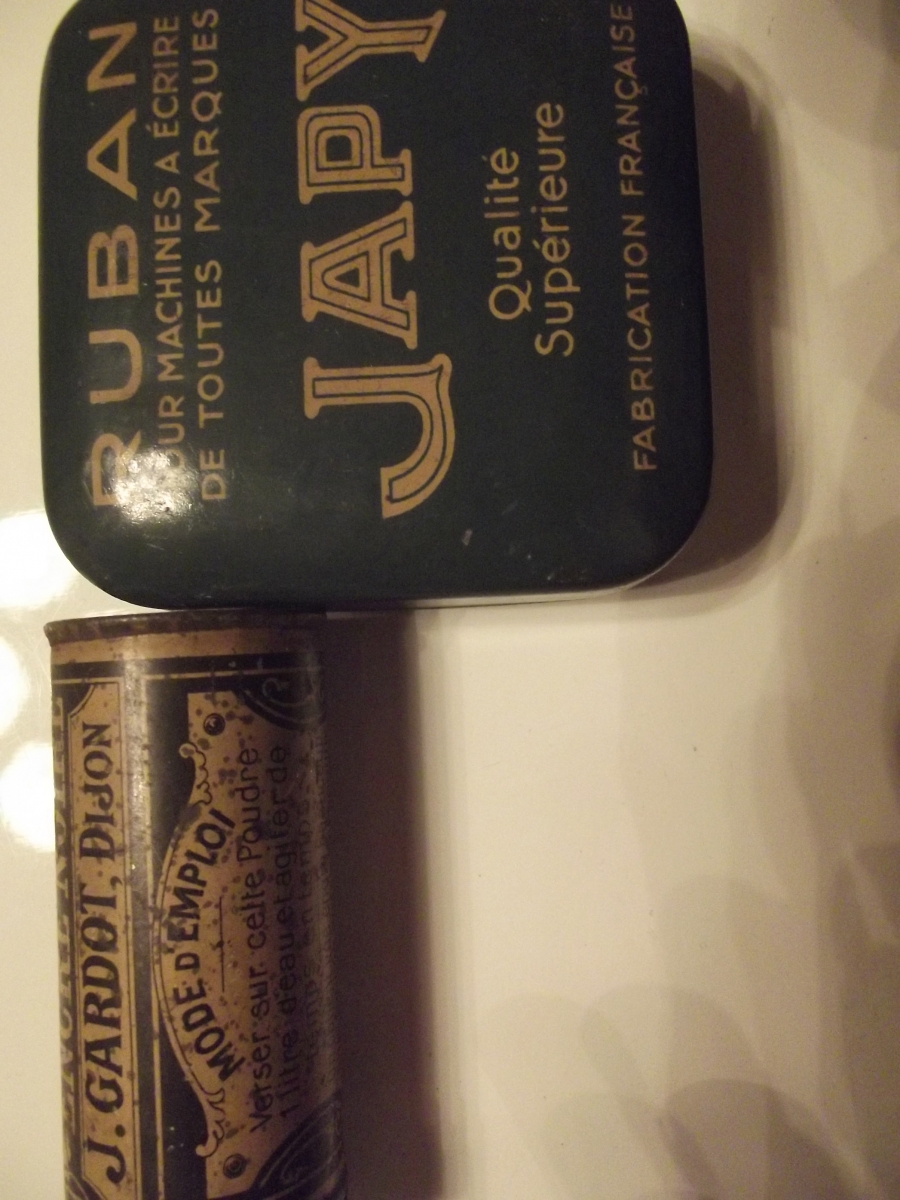 RUBAN
POUR MACHINES A ÉCRIRE
DE TOUTES MARQUES
JAPY
Qualité
Supérieure
FABRICATION FRANÇAISE
J. GARDOT, DIJON
MODE D'EMPLOI
Verser sur cette Poudre
1 litre d'eau et agiter de